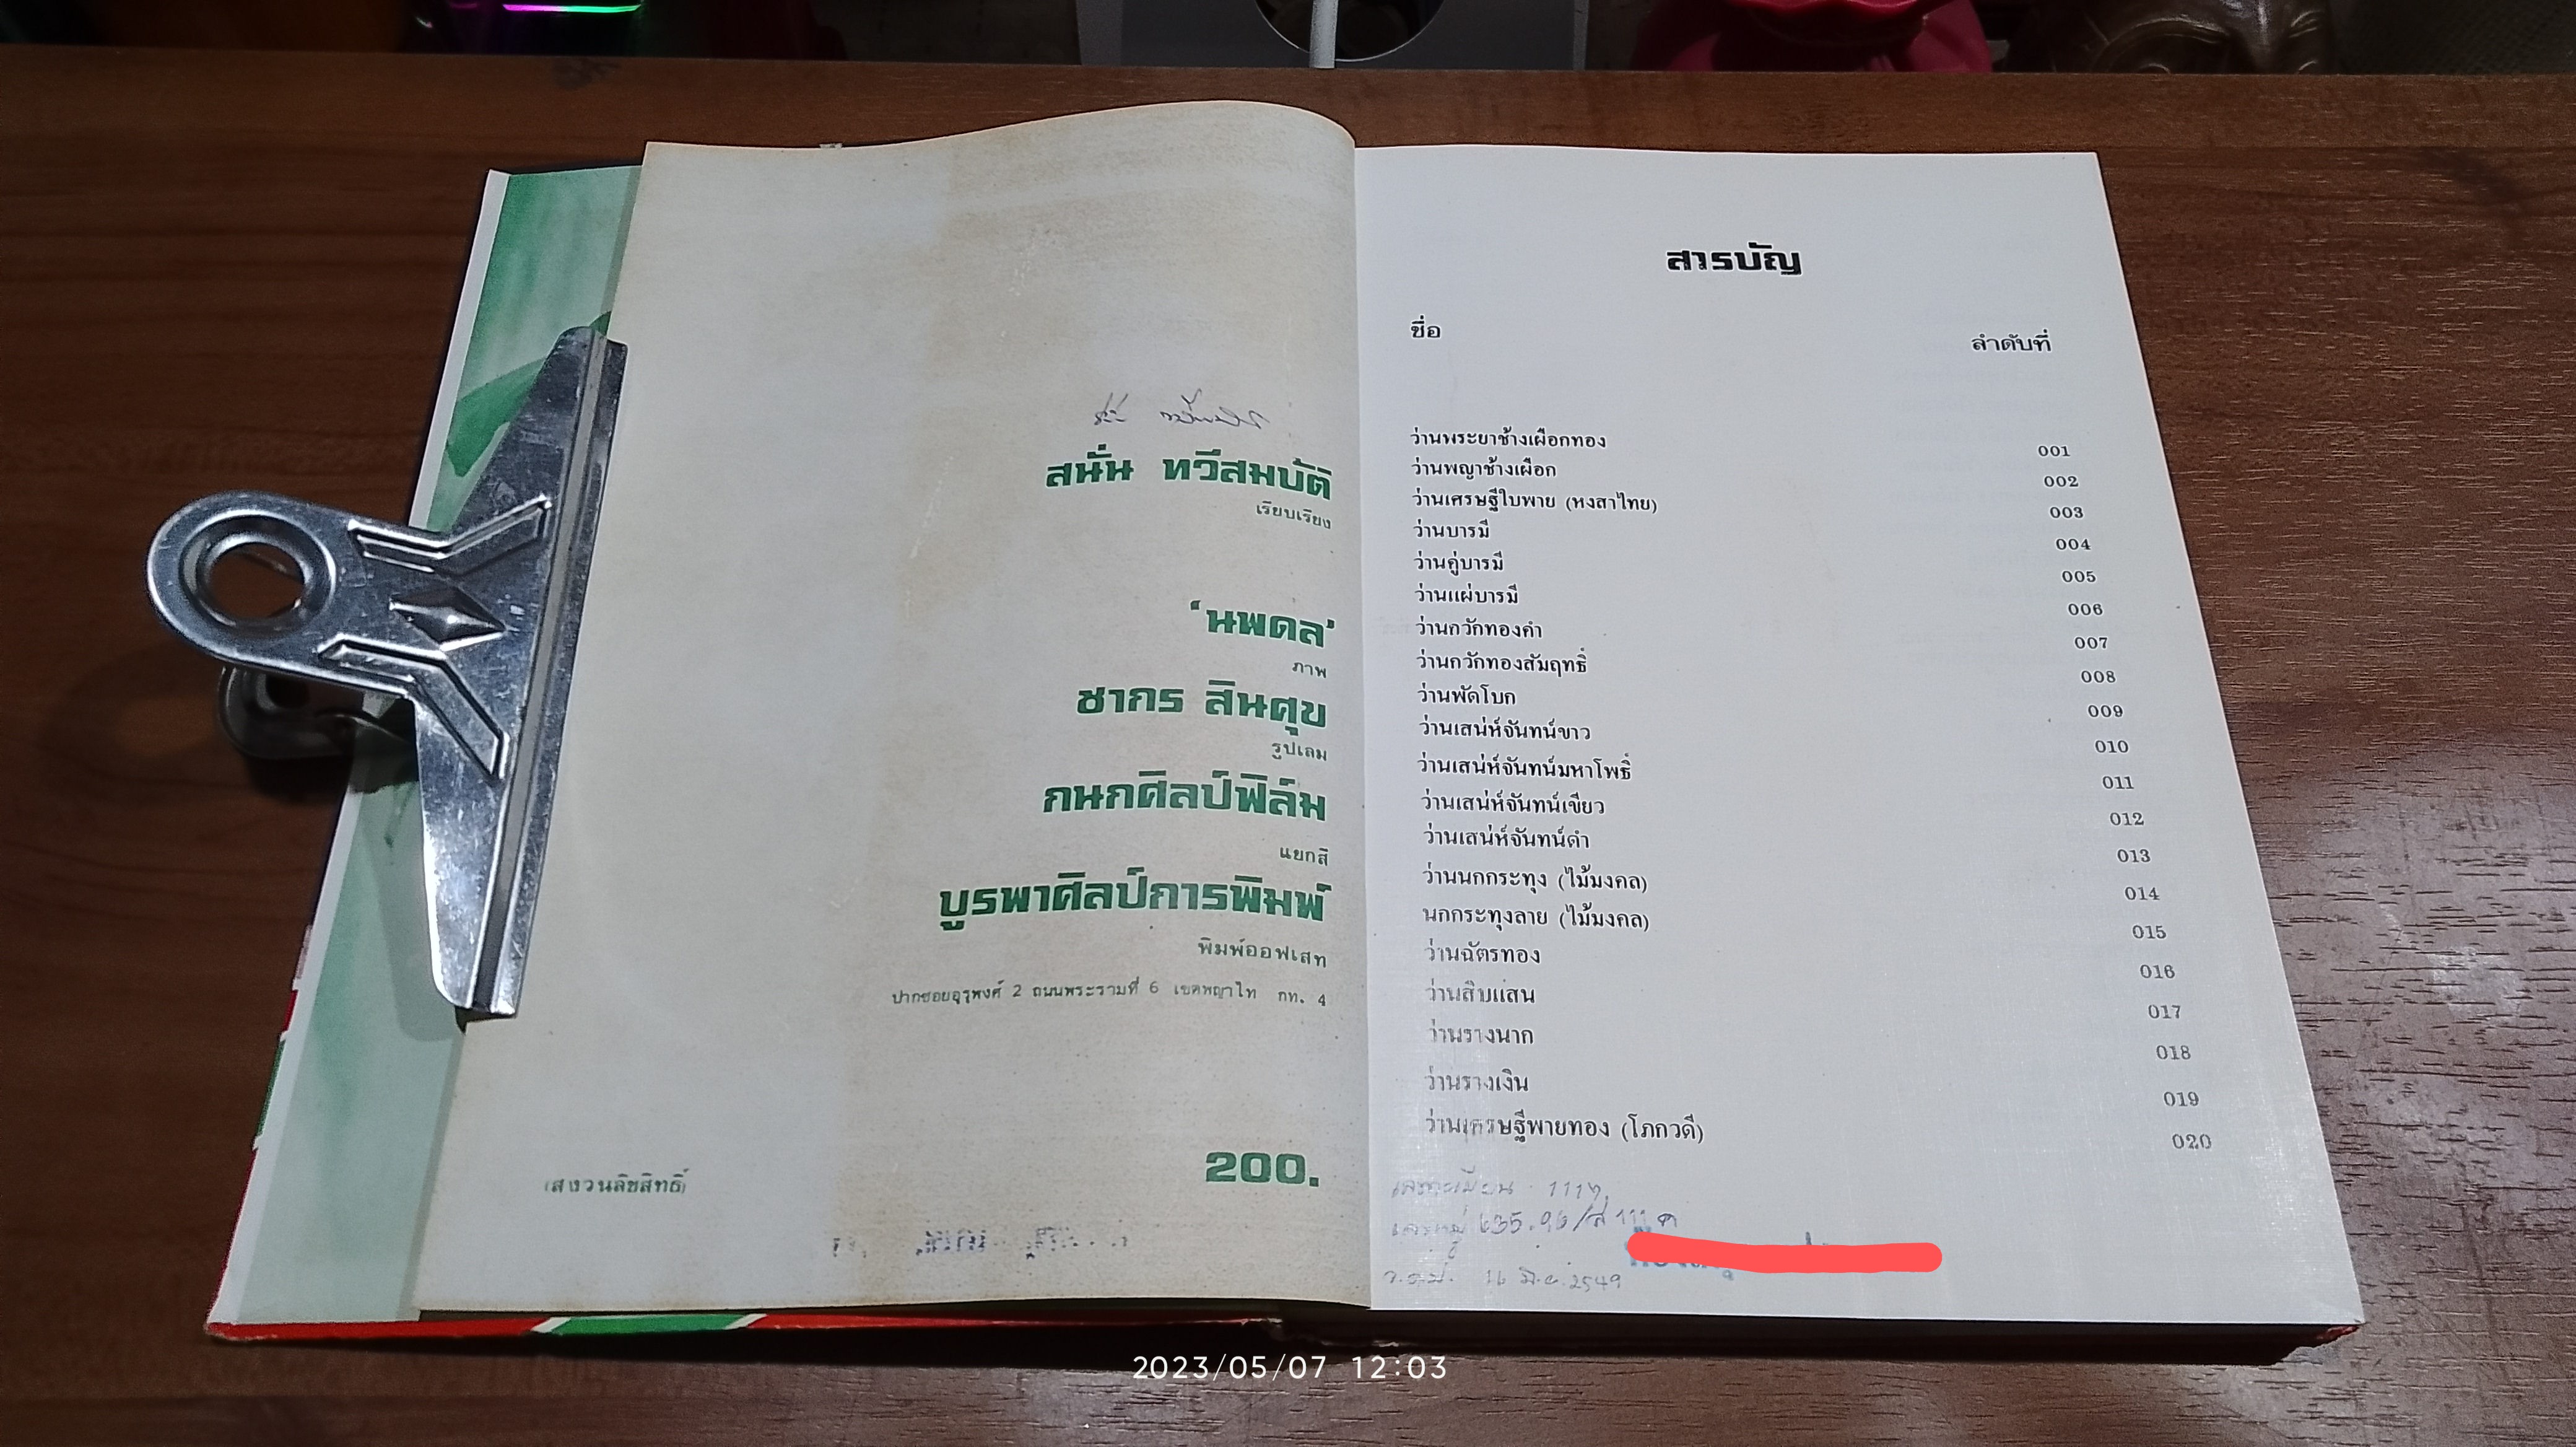 สนั่น ทวีสมบัติ
เรียบเรียง
'นพดล'
ภาพ
ชากร สินศุข
รูปเล่ม
กนกศิลป์ฟิล์ม
แยกสี
บูรพาศิลป์การพิมพ์
พิมพ์ออฟเสท
ปากซอยอุรุพงศ์ 2 ถนนพระรามที่ 6 เขตพญาไท กท. 4
200.
(สงวนลิขสิทธิ์)
สารบัญ
ชื่อ ลำดับที่
ว่านพระยาช้างเผือกทอง 001
ว่านพญาช้างเผือก 002
ว่านเศรษฐีใบพาย (หงสาไทย) 003
ว่านบารมี 004
ว่านคู่บารมี 005
ว่านแผ่บารมี 006
ว่านกวักทองคำ 007
ว่านกวักทองสัมฤทธิ์ 008
ว่านพัดโบก 009
ว่านเสน่ห์จันทน์ขาว 010
ว่านเสน่ห์จันทน์มหาโพธิ์ 011
ว่านเสน่ห์จันทน์เขียว 012
ว่านเสน่ห์จันทน์ดำ 013
ว่านนกกระทุง (ไม้มงคล) 014
นกกระทุงลาย (ไม้มงคล) 015
ว่านฉัตรทอง 016
ว่านสิบแสน 017
ว่านรางนาก 018
ว่านรางเงิน 019
ว่านเศรษฐีพายทอง (โภควดี) 020
เลขทะเบียน
เลขหมู่ 635.96/
16 มิ.ย. 2549
2023/05/07 12:03